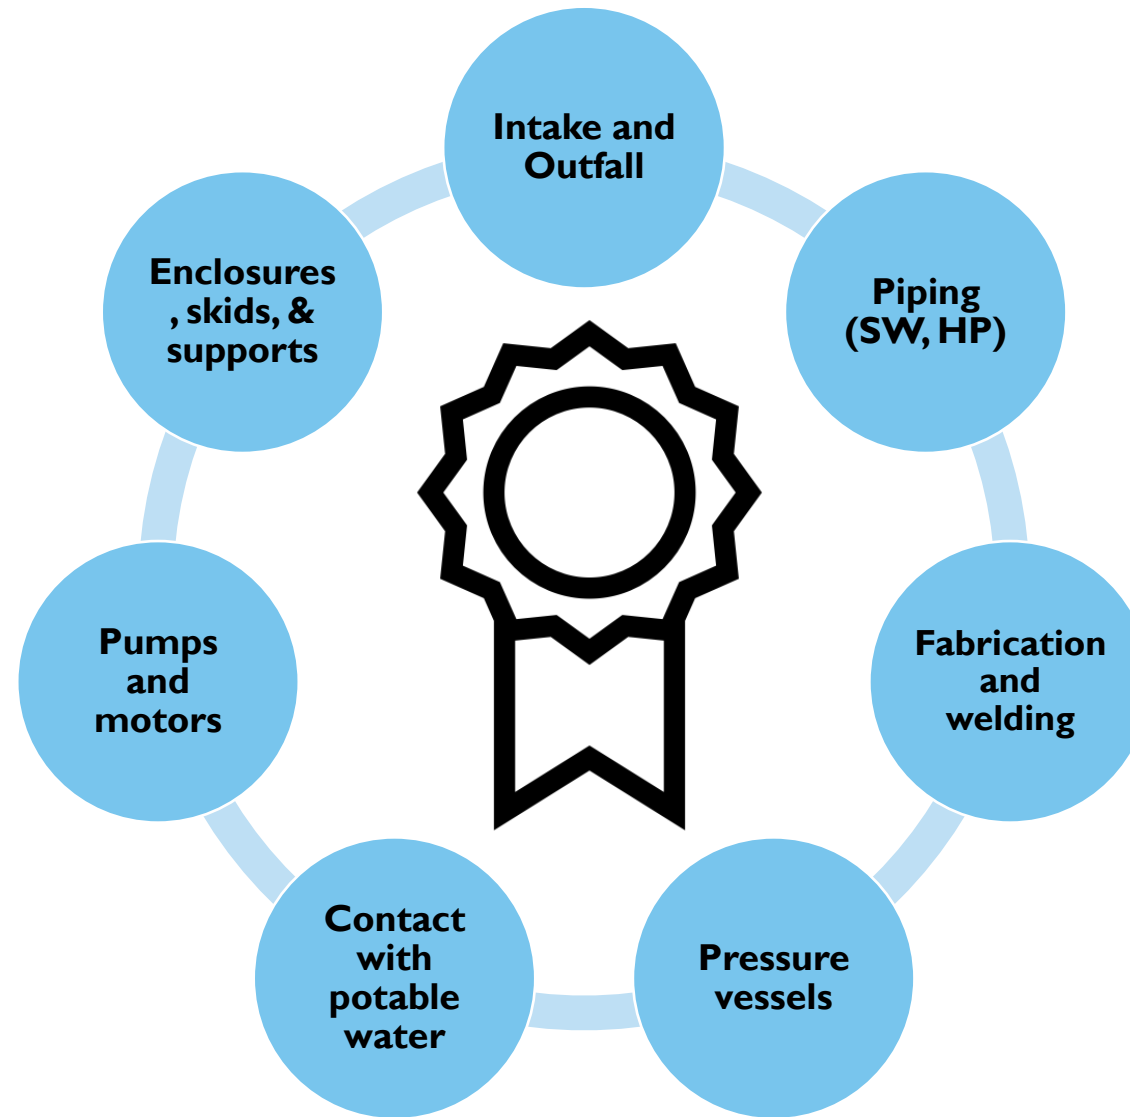 Intake and
Outfall
Piping
(SW, HP)
Fabrication
and
welding
Pressure
vessels
Contact
with
potable
water
Pumps
and
motors
Enclosures
, skids, &
supports